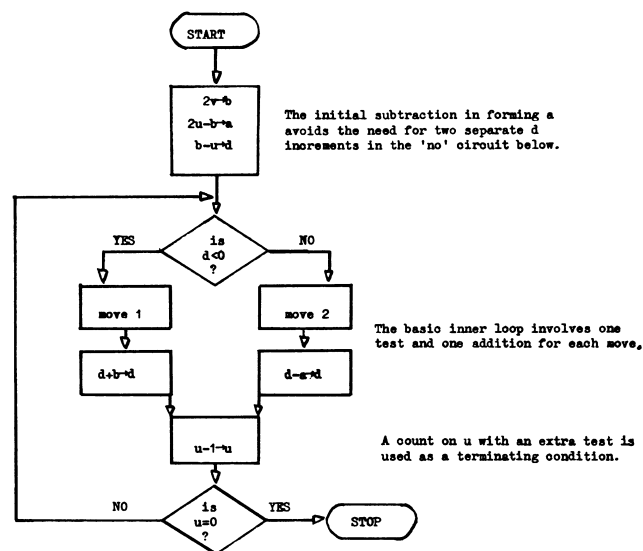 START
2v→b
2u-b→a
b-u→d
The initial subtraction in forming a
avoids the need for two separate d
increments in the 'no' circuit below.
YES
is
d<0
?
NO
move 1
move 2
The basic inner loop involves one
test and one addition for each move.
d+b→d
d-a→d
u-1→u
A count on u with an extra test is
used as a terminating condition.
NO
is
u=0
?
YES
STOP